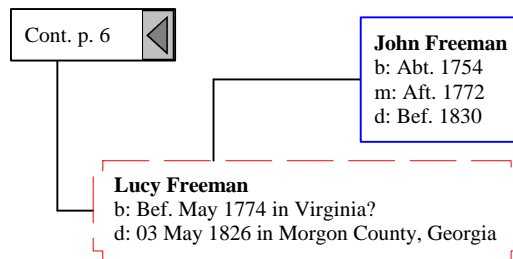 Cont. p. 6
John Freeman
b: Abt. 1754
m: Aft. 1772
d: Bef. 1830
Lucy Freeman
b: Bef. May 1774 in Virginia?
d: 03 May 1826 in Morgon County, Georgia